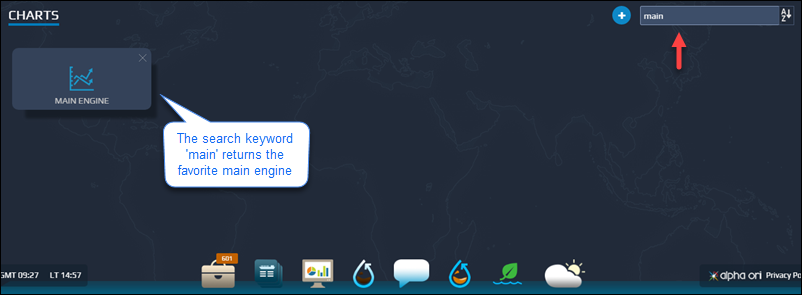 CHARTS
main
A
Z
MAIN ENGINE
The search keyword
'main' returns the
favorite main engine
601
GMT 09:27 LT 14:57
alpha ori Privacy Po